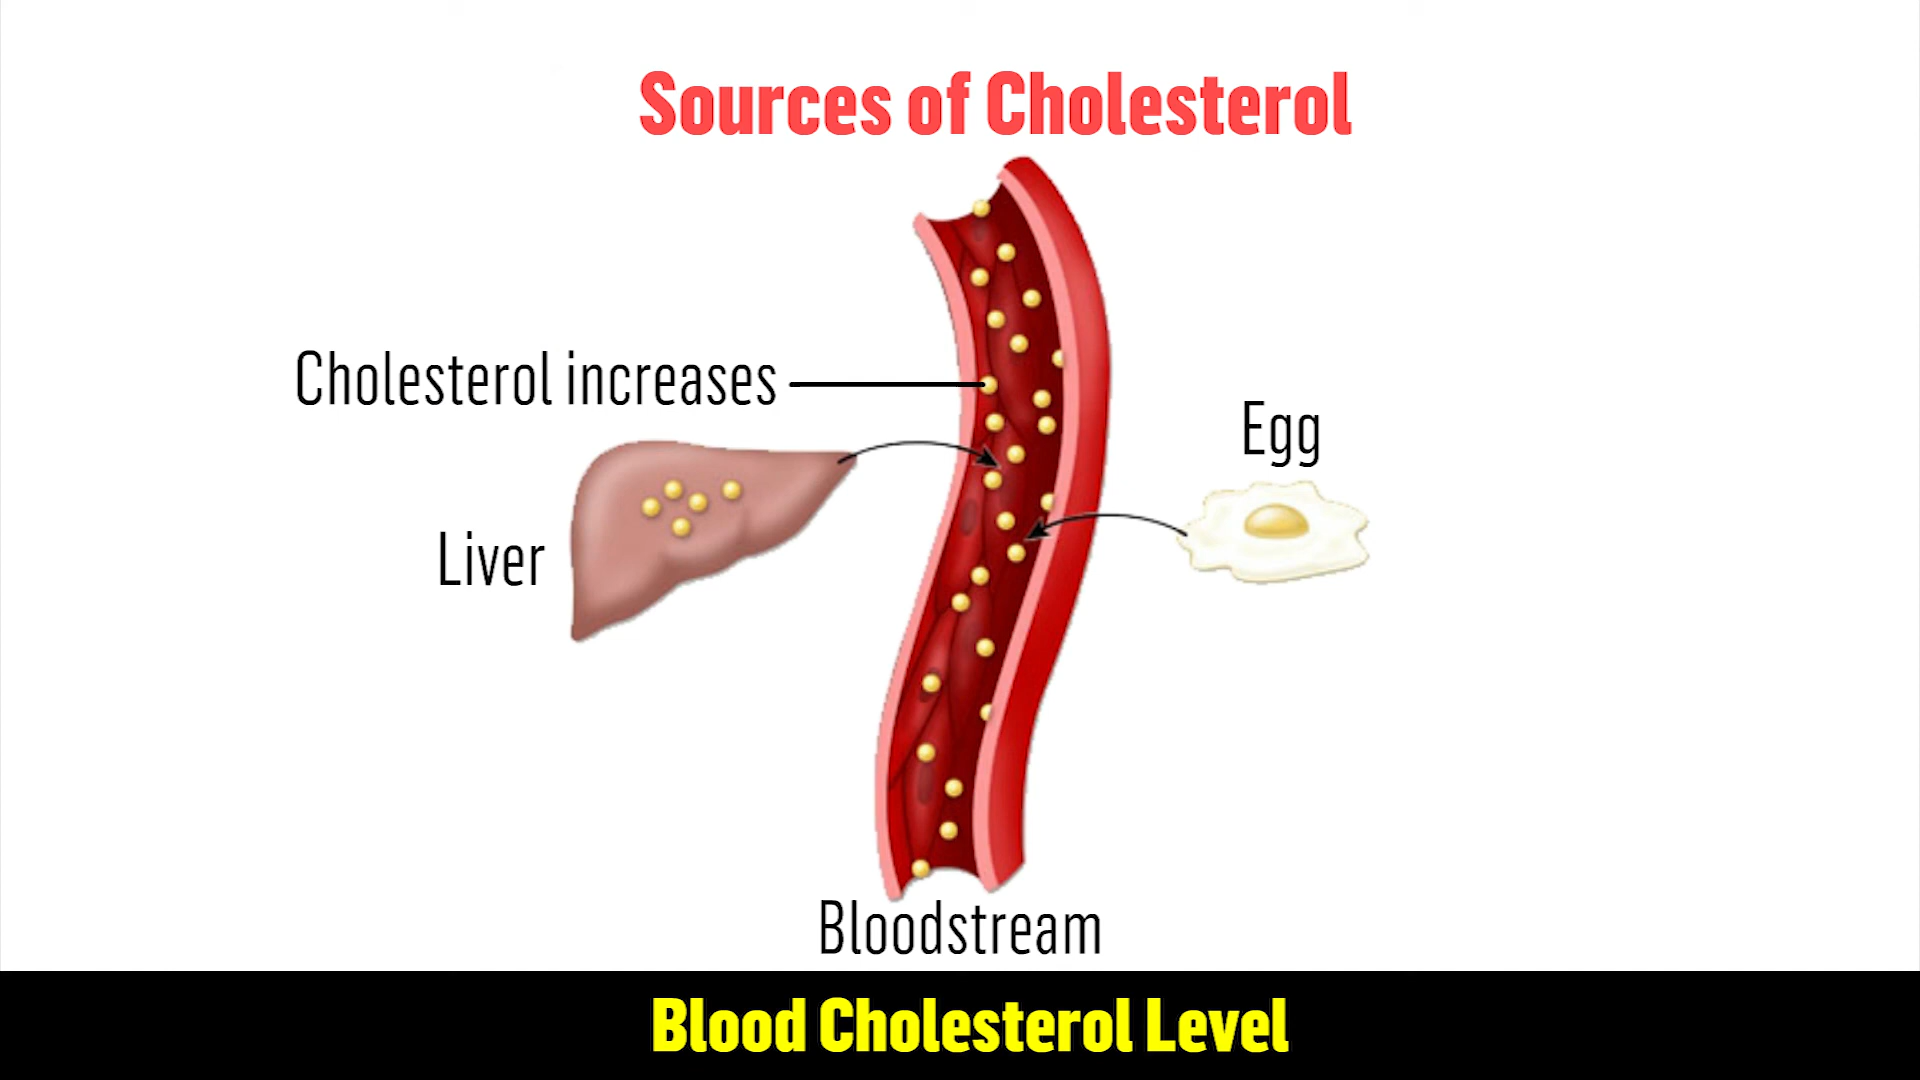 Sources of Cholesterol
Cholesterol increases
Egg
Liver
Bloodstream
Blood Cholesterol Level